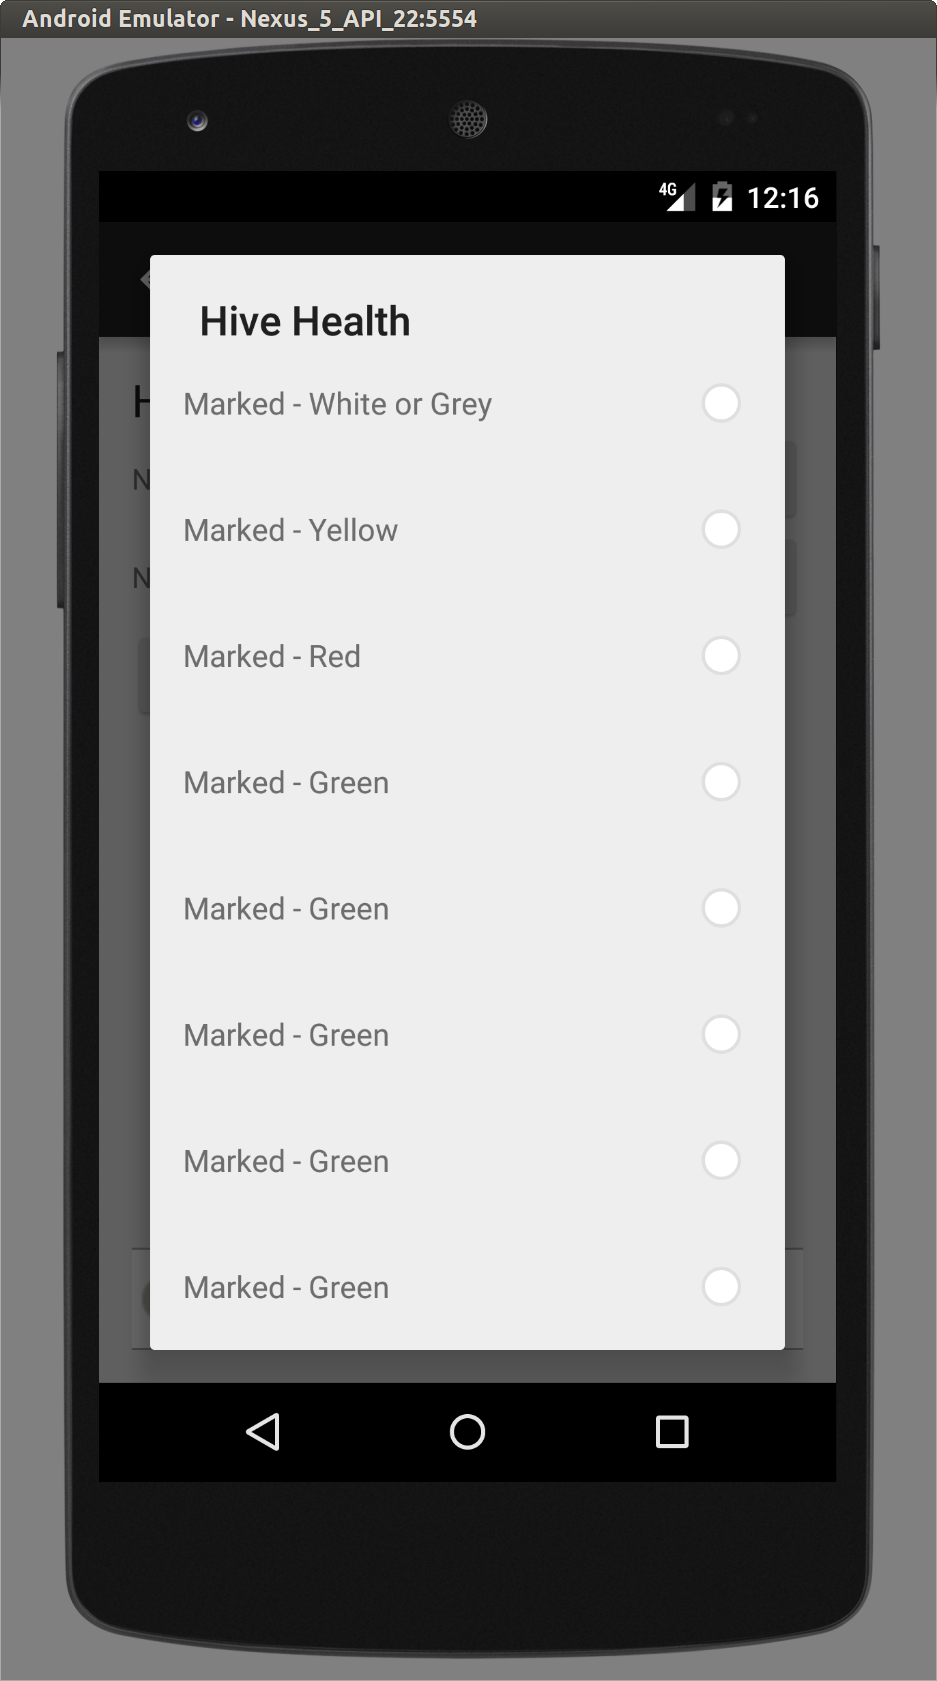 Android Emulator - Nexus_5_API_22:5554
4G 12:16
Hive Health
H
Marked - White or Grey
N
Marked - Yellow
N
Marked - Red
Marked - Green
Marked - Green
Marked - Green
Marked - Green
Marked - Green